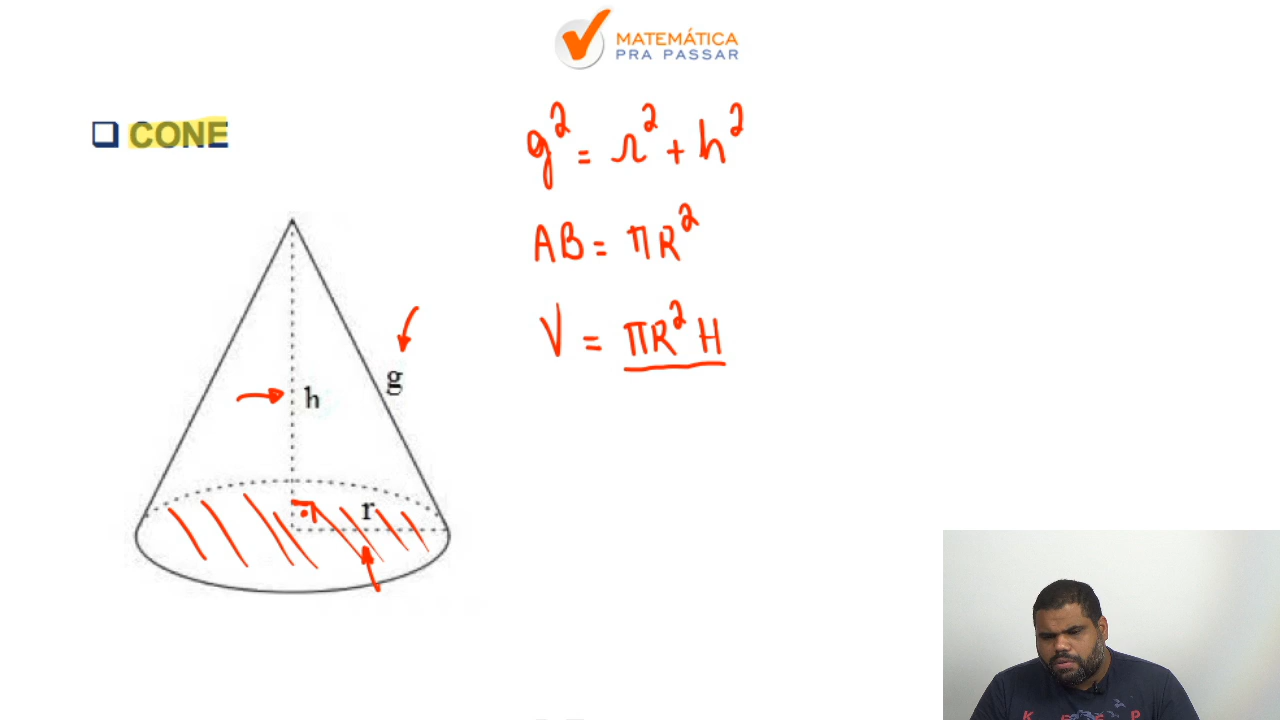 MATEMÁTICA
PRA PASSAR
CONE
g² = r² + h²
AB = πR²
V = πR²H
g
h
r